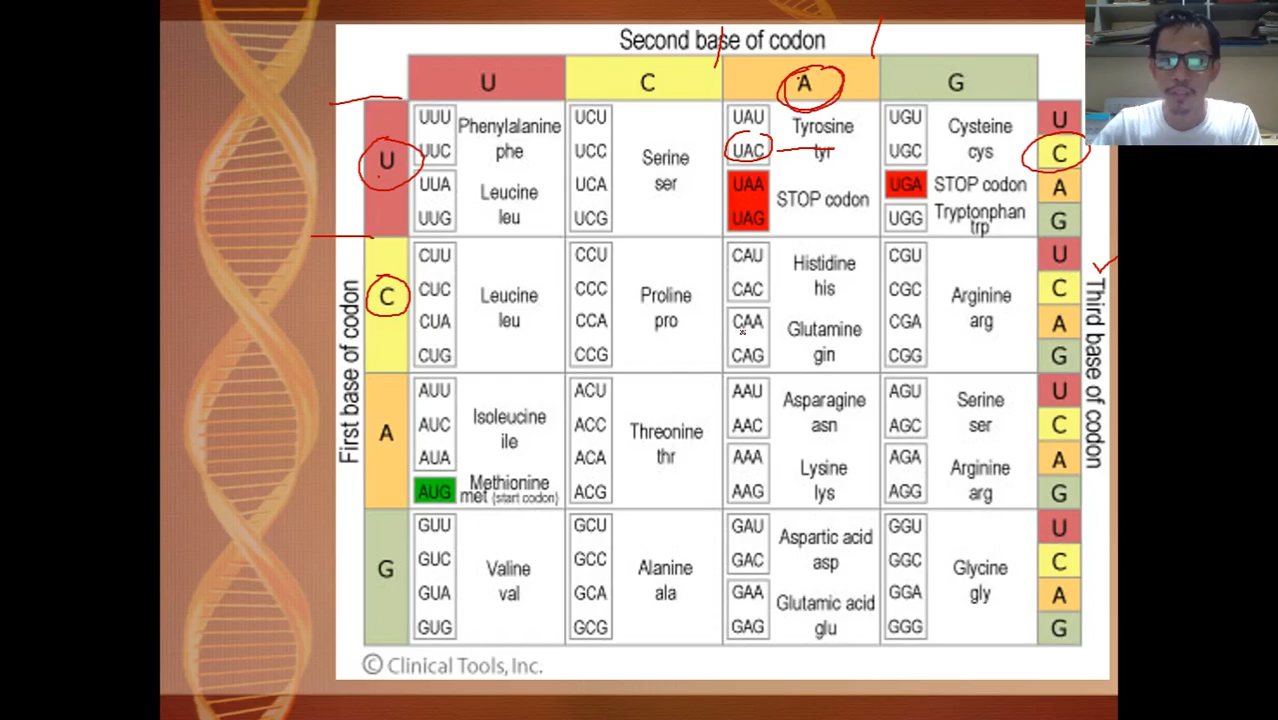 Second base of codon
U C A G
First base of codon
Third base of codon
U
UUU UUC Phenylalanine phe
UUA UUG Leucine leu
UCU UCC UCA UCG Serine ser
UAU UAC Tyrosine tyr
UAA UAG STOP codon
UGU UGC Cysteine cys
UGA STOP codon
UGG Tryptonphan trp
U C A G
C
CUU CUC CUA CUG Leucine leu
CCU CCC CCA CCG Proline pro
CAU CAC Histidine his
CAA CAG Glutamine gin
CGU CGC CGA CGG Arginine arg
U C A G
A
AUU AUC AUA Isoleucine ile
AUG Methionine met (start codon)
ACU ACC ACA ACG Threonine thr
AAU AAC Asparagine asn
AAA AAG Lysine lys
AGU AGC Serine ser
AGA AGG Arginine arg
U C A G
G
GUU GUC GUA GUG Valine val
GCU GCC GCA GCG Alanine ala
GAU GAC Aspartic acid asp
GAA GAG Glutamic acid glu
GGU GGC GGA GGG Glycine gly
U C A G
© Clinical Tools, Inc.